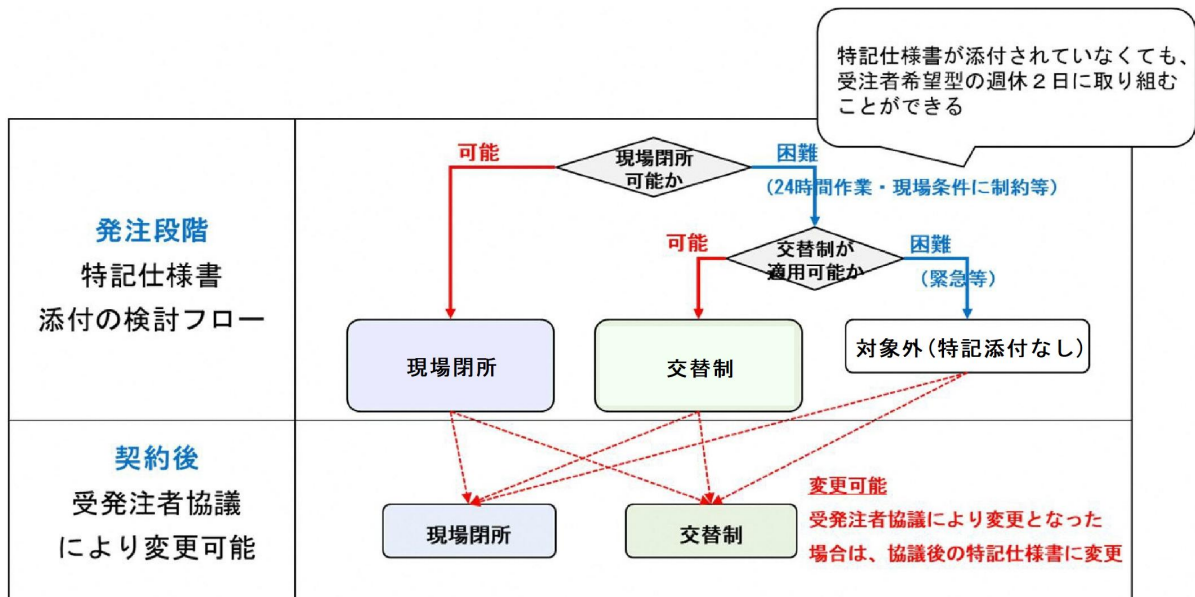 特記仕様書が添付されていなくても、
受注者希望型の週休２日に取り組む
ことができる
発注段階
特記仕様書
添付の検討フロー
現場閉所
可能か
可能
困難
（24時間作業・現場条件に制約等）
交替制が
適用可能か
可能
困難
（緊急等）
現場閉所
交替制
対象外（特記添付なし）
契約後
受発注者協議
により変更可能
現場閉所
交替制
変更可能
受発注者協議により変更となった
場合は、協議後の特記仕様書に変更